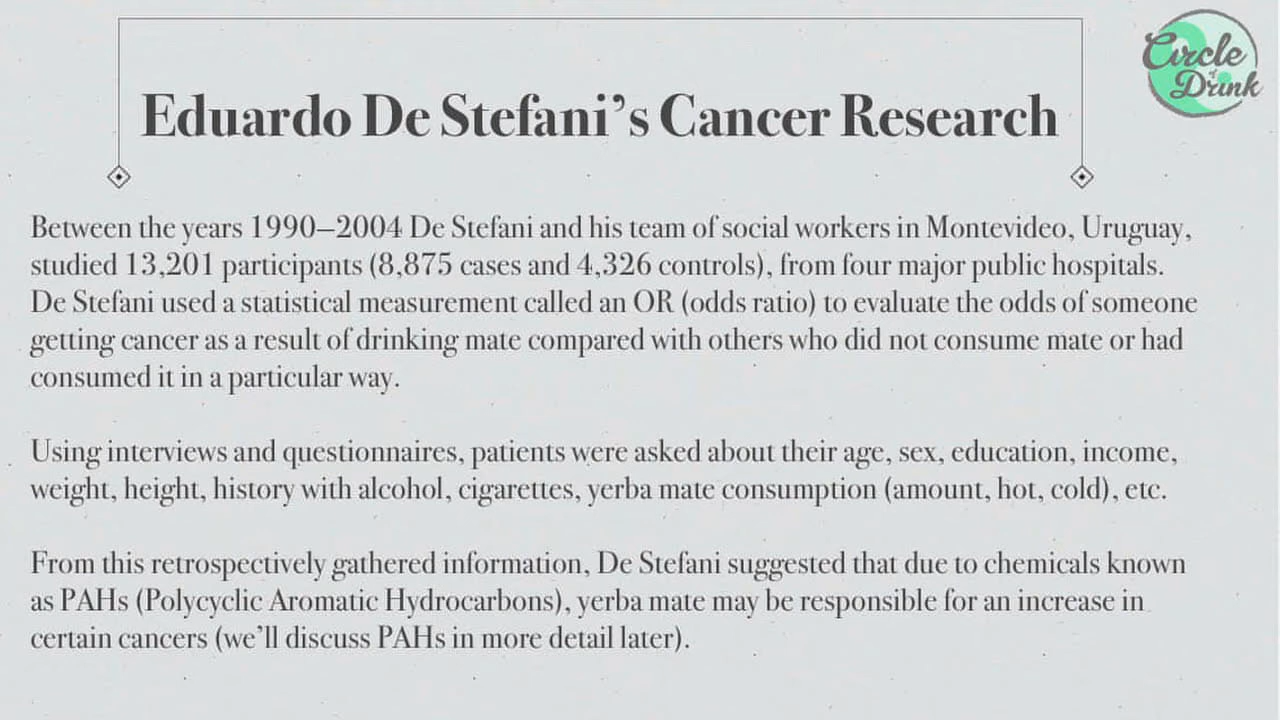 Circle
of
Drink
Eduardo De Stefani's Cancer Research
Between the years 1990–2004 De Stefani and his team of social workers in Montevideo, Uruguay,
studied 13,201 participants (8,875 cases and 4,326 controls), from four major public hospitals.
De Stefani used a statistical measurement called an OR (odds ratio) to evaluate the odds of someone
getting cancer as a result of drinking mate compared with others who did not consume mate or had
consumed it in a particular way.
Using interviews and questionnaires, patients were asked about their age, sex, education, income,
weight, height, history with alcohol, cigarettes, yerba mate consumption (amount, hot, cold), etc.
From this retrospectively gathered information, De Stefani suggested that due to chemicals known
as PAHs (Polycyclic Aromatic Hydrocarbons), yerba mate may be responsible for an increase in
certain cancers (we'll discuss PAHs in more detail later).